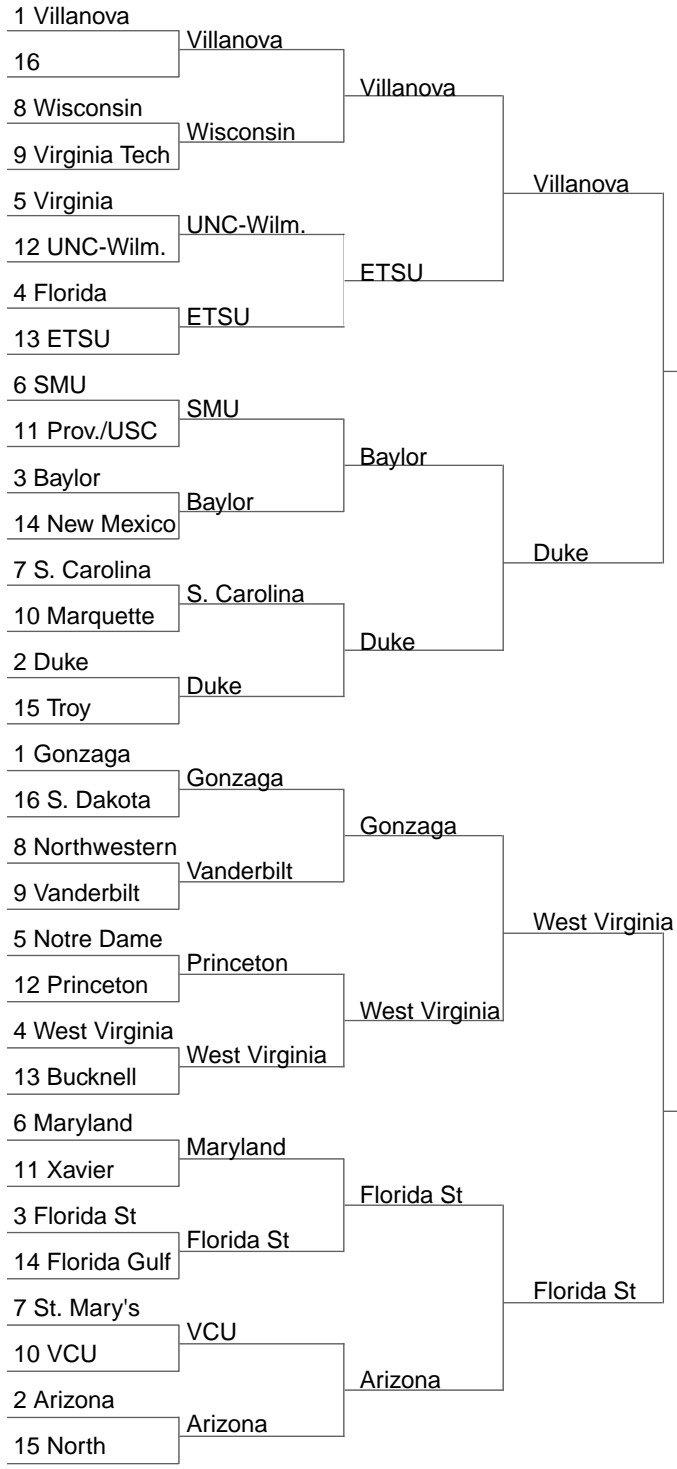 1 Villanova
16
8 Wisconsin
9 Virginia Tech
5 Virginia
12 UNC-Wilm.
4 Florida
13 ETSU
6 SMU
11 Prov./USC
3 Baylor
14 New Mexico
7 S. Carolina
10 Marquette
2 Duke
15 Troy
1 Gonzaga
16 S. Dakota
8 Northwestern
9 Vanderbilt
5 Notre Dame
12 Princeton
4 West Virginia
13 Bucknell
6 Maryland
11 Xavier
3 Florida St
14 Florida Gulf
7 St. Mary's
10 VCU
2 Arizona
15 North
Villanova
Wisconsin
UNC-Wilm.
ETSU
SMU
Baylor
S. Carolina
Duke
Gonzaga
Vanderbilt
Princeton
West Virginia
Maryland
Florida St
VCU
Arizona
Villanova
ETSU
Baylor
Duke
Gonzaga
West Virginia
Florida St
Arizona
Villanova
Duke
West Virginia
Florida St